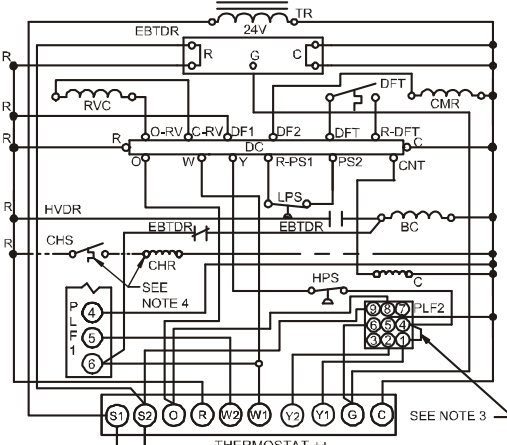 TR
24V
EBTDR
R
G
C
R
R
RVC
DFT
CMR
R
O-RV
C-RV
DF1
DF2
DFT
R-DFT
R
R
DC
C
O
W
Y
R-PS1
PS2
CNT
LPS
HVDR
R
EBTDR
EBTDR
BC
CHS
R
CHR
SEE
NOTE 4
HPS
C
PLF1
4
5
6
9 8 7
6 5 4
3 2 1
PLF2
S1 S2 O R W2 W1 Y2 Y1 G C
SEE NOTE 3
THERMOSTAT